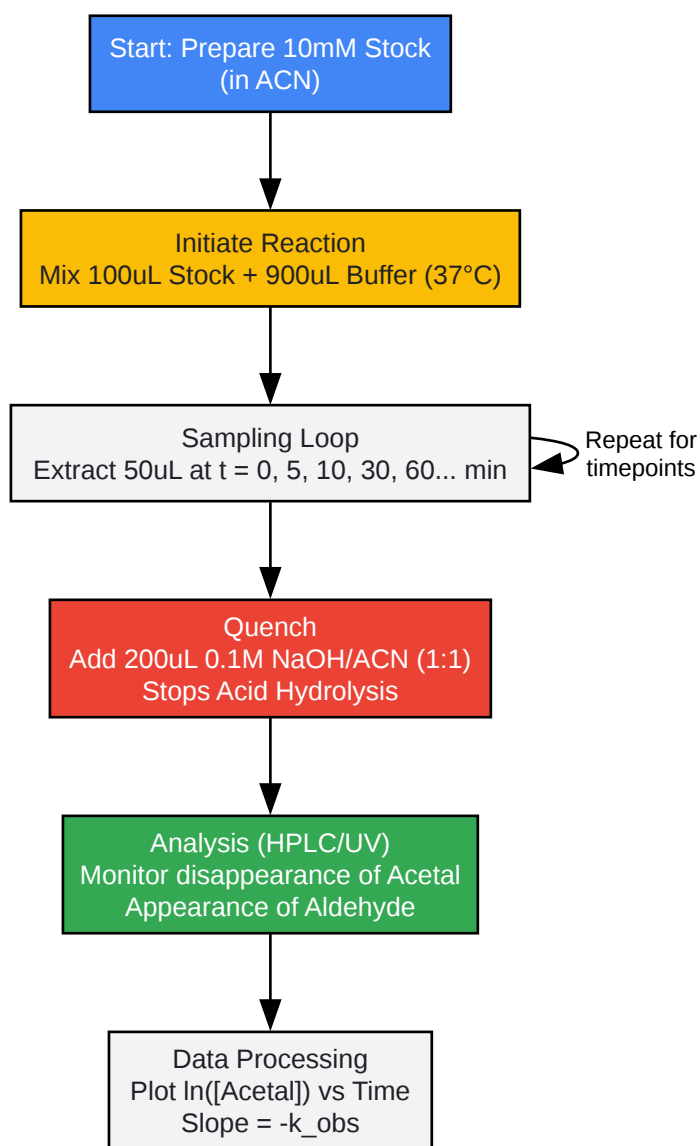 Start: Prepare 10mM Stock
(in ACN)
Initiate Reaction
Mix 100uL Stock + 900uL Buffer (37°C)
Sampling Loop
Extract 50uL at t = 0, 5, 10, 30, 60... min
Repeat for
timepoints
Quench
Add 200uL 0.1M NaOH/ACN (1:1)
Stops Acid Hydrolysis
Analysis (HPLC/UV)
Monitor disappearance of Acetal
Appearance of Aldehyde
Data Processing
Plot ln([Acetal]) vs Time
Slope = -k_obs